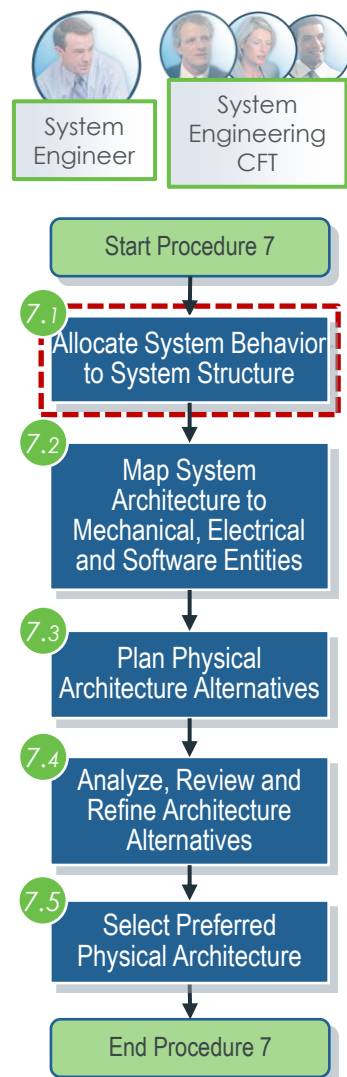 System
Engineer
System
Engineering
CFT
Start Procedure 7
7.1
Allocate System Behavior
to System Structure
7.2
Map System
Architecture to
Mechanical, Electrical
and Software Entities
7.3
Plan Physical
Architecture Alternatives
7.4
Analyze, Review and
Refine Architecture
Alternatives
7.5
Select Preferred
Physical Architecture
End Procedure 7